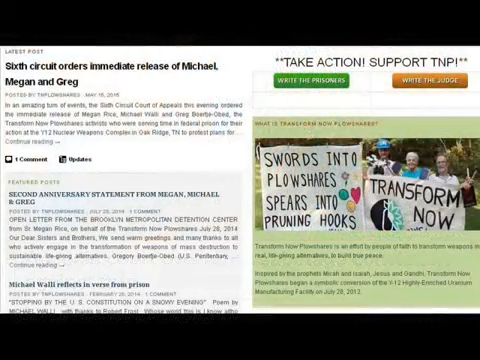 LATEST POST
Sixth circuit orders immediate release of Michael,
Megan and Greg
POSTED BY: TNPLOWSHARES - MAY 15, 2015
In an amazing turn of events, the Sixth Circuit Court of Appeals this evening ordered
the immediate release of Megan Rice, Michael Walli and Greg Boertje-Obed, the
Transform Now Plowshares activists who were serving time in federal prison for their
action at the Y12 Nuclear Weapons Complex in Oak Ridge, TN to protest plans for ...
Continue reading →
1 Comment Updates
FEATURED POSTS
SECOND ANNIVERSARY STATEMENT FROM MEGAN, MICHAEL
& GREG
POSTED BY: TNPLOWSHARES - JULY 28, 2014 - 1 COMMENT
OPEN LETTER FROM THE BROOKLYN METROPOLITAN DETENTION CENTER
from Sr. Megan Rice, on behalf of the Transform Now Plowshares July 28, 2014
Our Dear Sisters and Brothers, We send warm greetings and many thanks to all
who actively engage in the transformation of weapons of mass destruction to
sustainable life-giving alternatives. Gregory Boertje-Obed (U.S. Penitentiary, ...
Continue reading →
Michael Walli reflects in verse from prison
POSTED BY: TNPLOWSHARES - FEBRUARY 2014 - 1 COMMENT
"STOPPING BY THE U. S. CONSTITUTION ON A SNOWY EVENING" Poem by
MICHAEL WALLI with thanks to Robert Frost Whose world this is I know
**TAKE ACTION! SUPPORT TNP!**
WRITE THE PRISONERS
WRITE THE JUDGE
WHAT IS TRANSFORM NOW PLOWSHARES?
SWORDS INTO
PLOWSHARES
SPEARS INTO
PRUNING HOOKS
TRANSFORM
NOW
Transform Now Plowshares is an effort by people of faith to transform weapons
real, life-giving alternatives, to build true peace.
Inspired by the prophets Micah and Isaiah, Jesus and Gandhi, Transform Now
Plowshares began a symbolic conversion of the Y-12 Highly-Enriched Uranium
Manufacturing Facility on July 28, 2012.